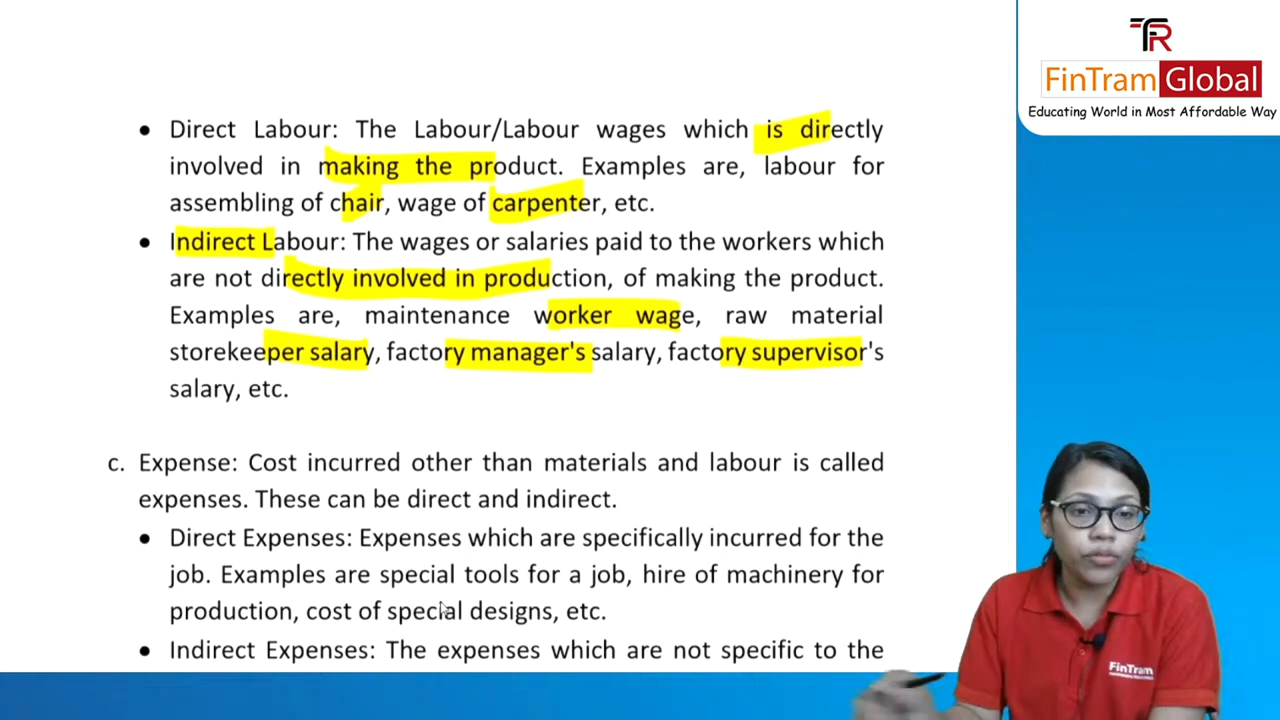 TR
FinTram Global
Educating World in Most Affordable Way
• Direct Labour: The Labour/Labour wages which is directly
involved in making the product. Examples are, labour for
assembling of chair, wage of carpenter, etc.
• Indirect Labour: The wages or salaries paid to the workers which
are not directly involved in production, of making the product.
Examples are, maintenance worker wage, raw material
storekeeper salary, factory manager's salary, factory supervisor's
salary, etc.
c. Expense: Cost incurred other than materials and labour is called
expenses. These can be direct and indirect.
• Direct Expenses: Expenses which are specifically incurred for the
job. Examples are special tools for a job, hire of machinery for
production, cost of special designs, etc.
• Indirect Expenses: The expenses which are not specific to the
FinTram